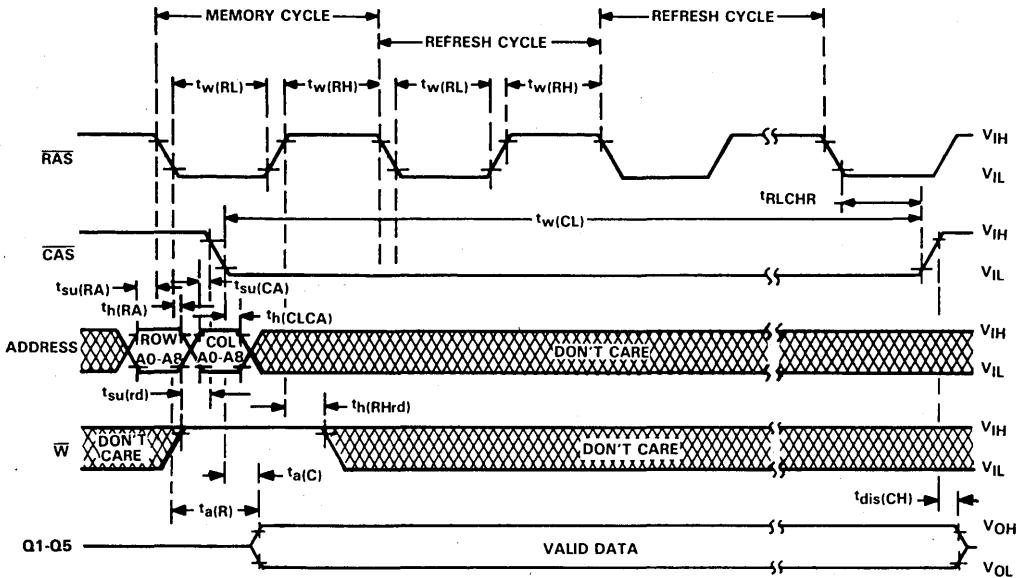 MEMORY CYCLE
REFRESH CYCLE
REFRESH CYCLE
tw(RL)
tw(RH)
tw(RL)
tw(RH)
RAS
VIH
VIL
tRLCHR
tw(CL)
CAS
VIH
VIL
tsu(RA)
tsu(CA)
th(RA)
th(CLCA)
ADDRESS
ROW
A0-A8
COL
A0-A8
DON'T CARE
VIH
VIL
tsu(rd)
th(RHrd)
W
DON'T
CARE
DON'T CARE
VIH
VIL
ta(C)
tdis(CH)
ta(R)
Q1-Q5
VALID DATA
VOH
VOL